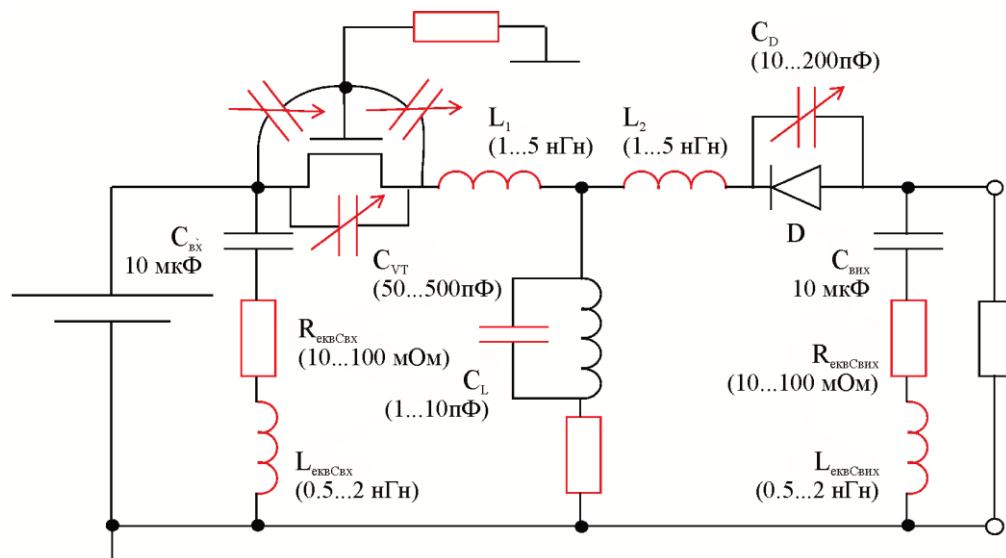 C_D
(10...200пФ)
L₁
(1...5 нГн)
L₂
(1...5 нГн)
C_вх
10 мкФ
C_VT
(50...500пФ)
D
C_вих
10 мкФ
R_еквCвх
(10...100 мОм)
C_L
(1...10пФ)
R_еквCвих
(10...100 мОм)
L_еквCвх
(0.5...2 нГн)
L_еквCвих
(0.5...2 нГн)